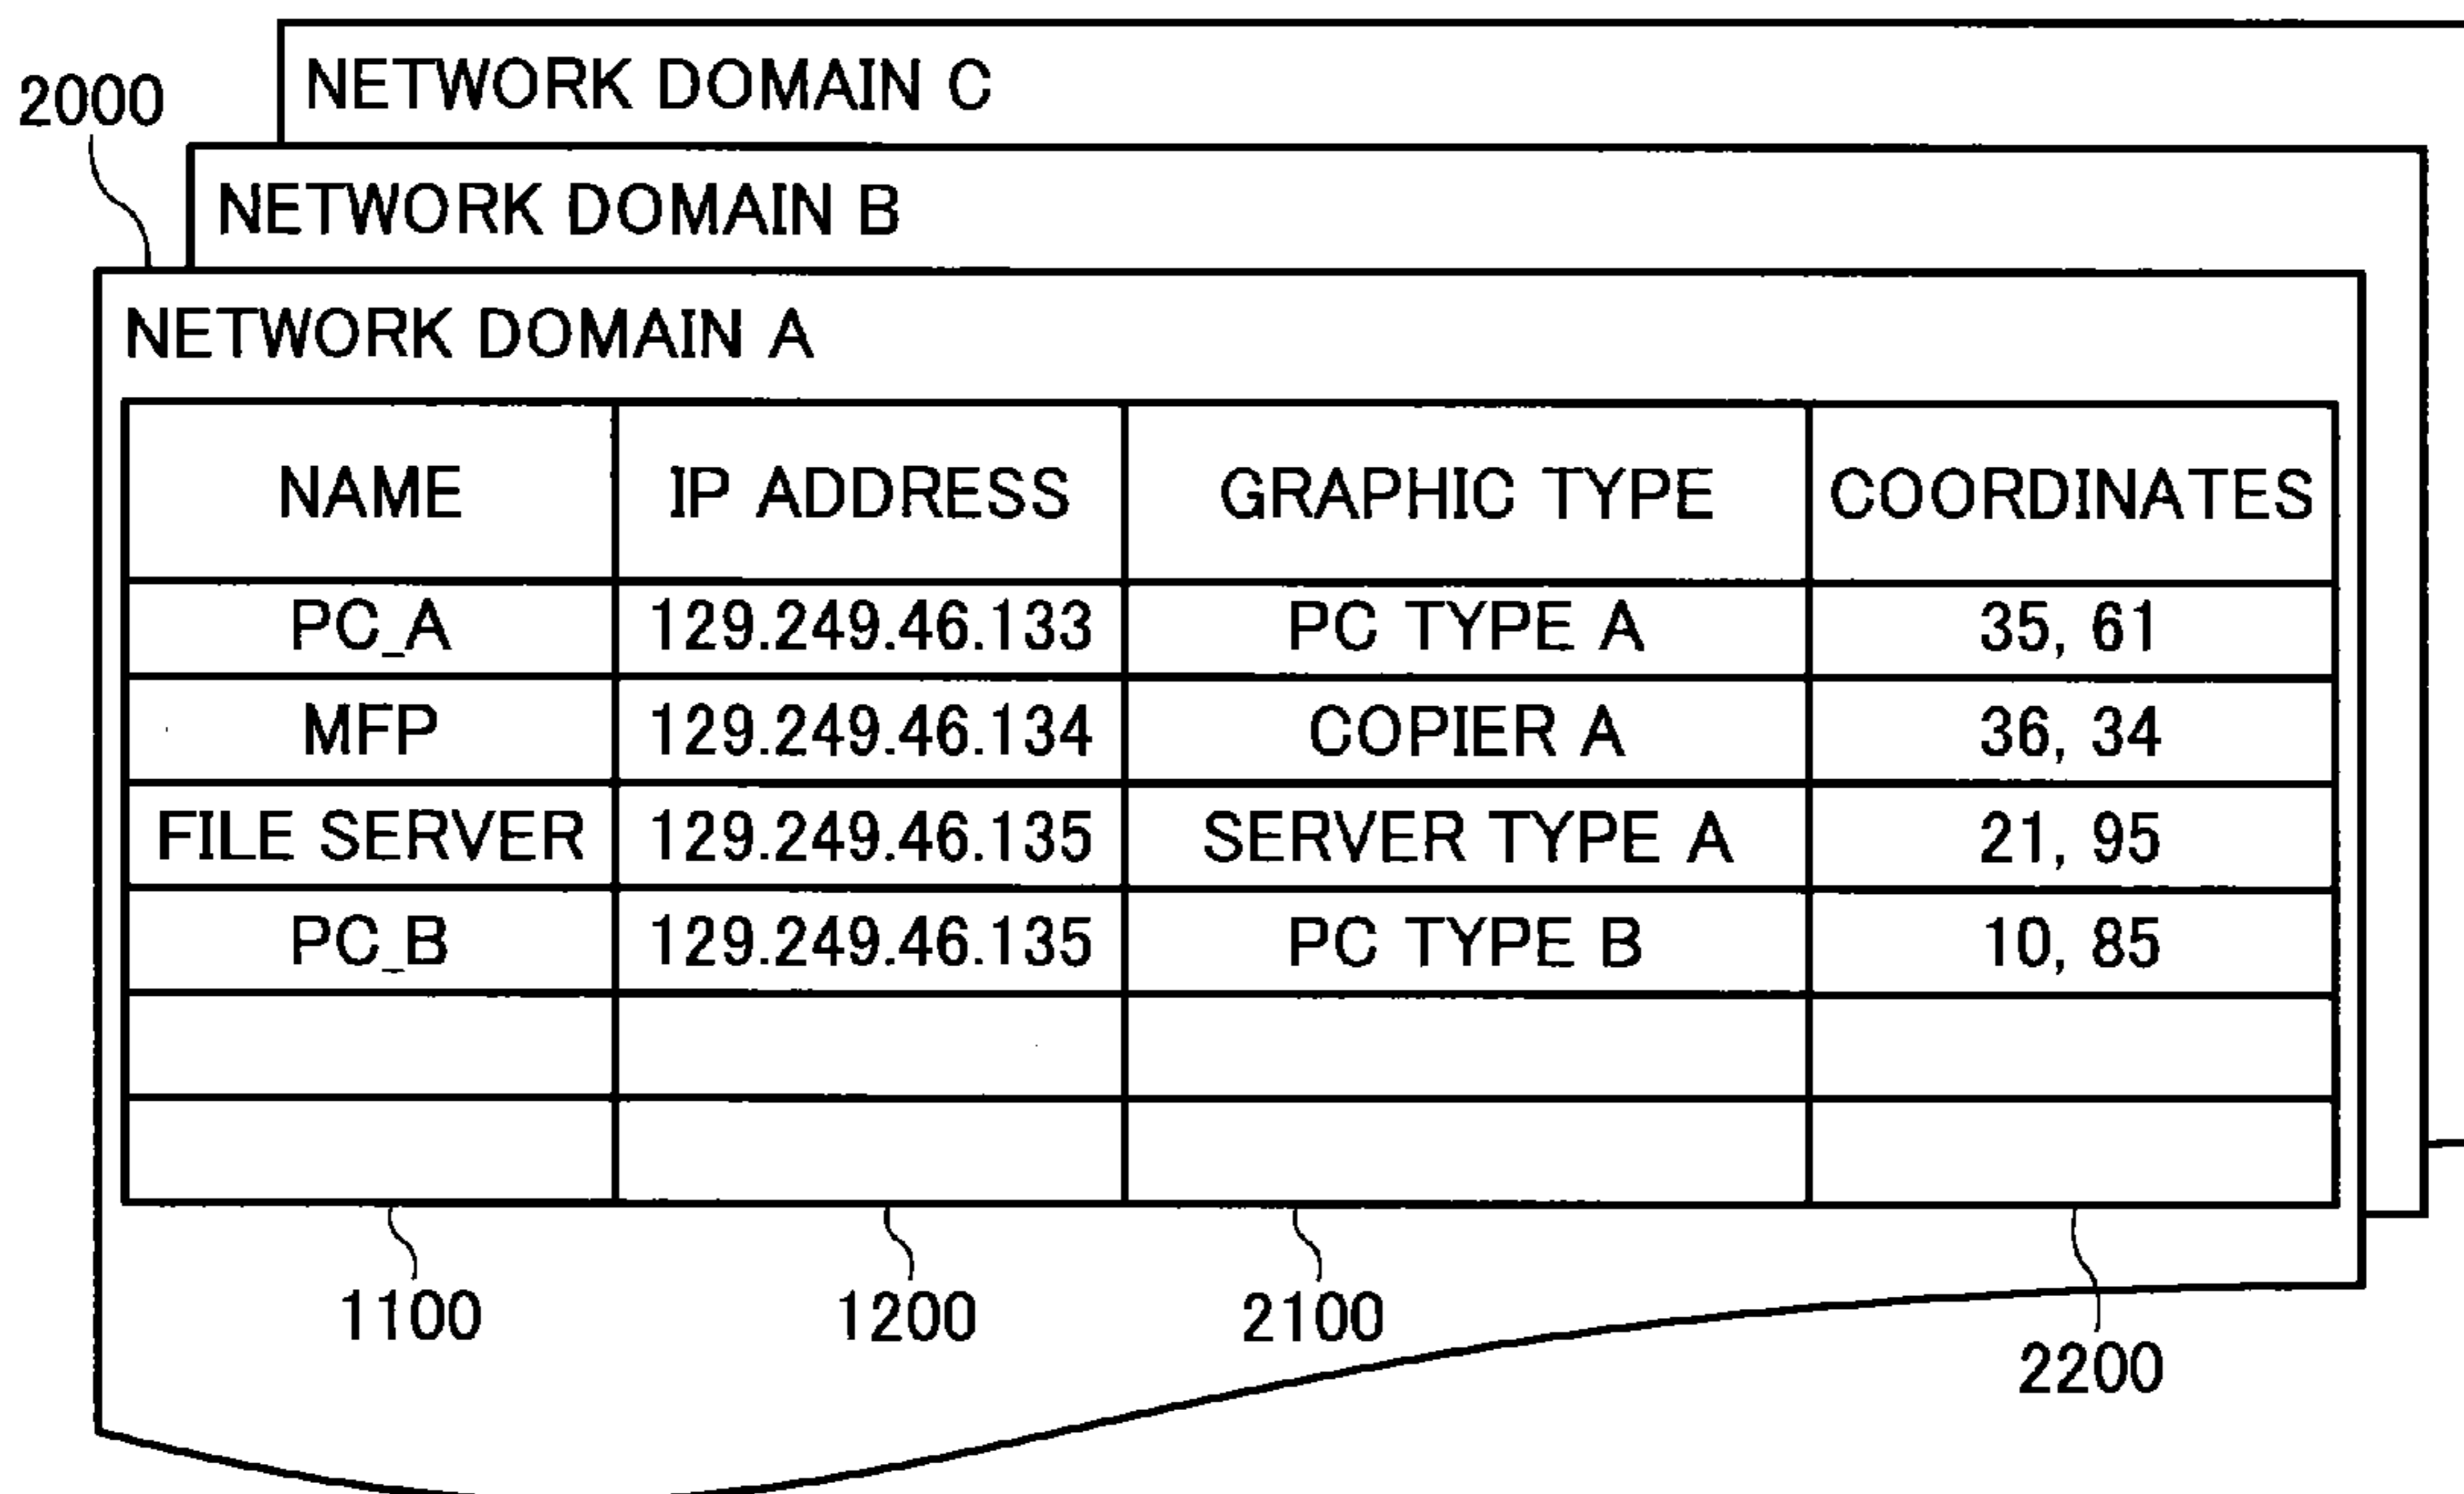 NETWORK DOMAIN C
2000
NETWORK DOMAIN B
NETWORK DOMAIN A
NAME IP ADDRESS GRAPHIC TYPE COORDINATES
PC_A 129.249.46.133 PC TYPE A 35, 61
MFP 129.249.46.134 COPIER A 36, 34
FILE SERVER 129.249.46.135 SERVER TYPE A 21, 95
PC_B 129.249.46.135 PC TYPE B 10, 85
1100 1200 2100
2200